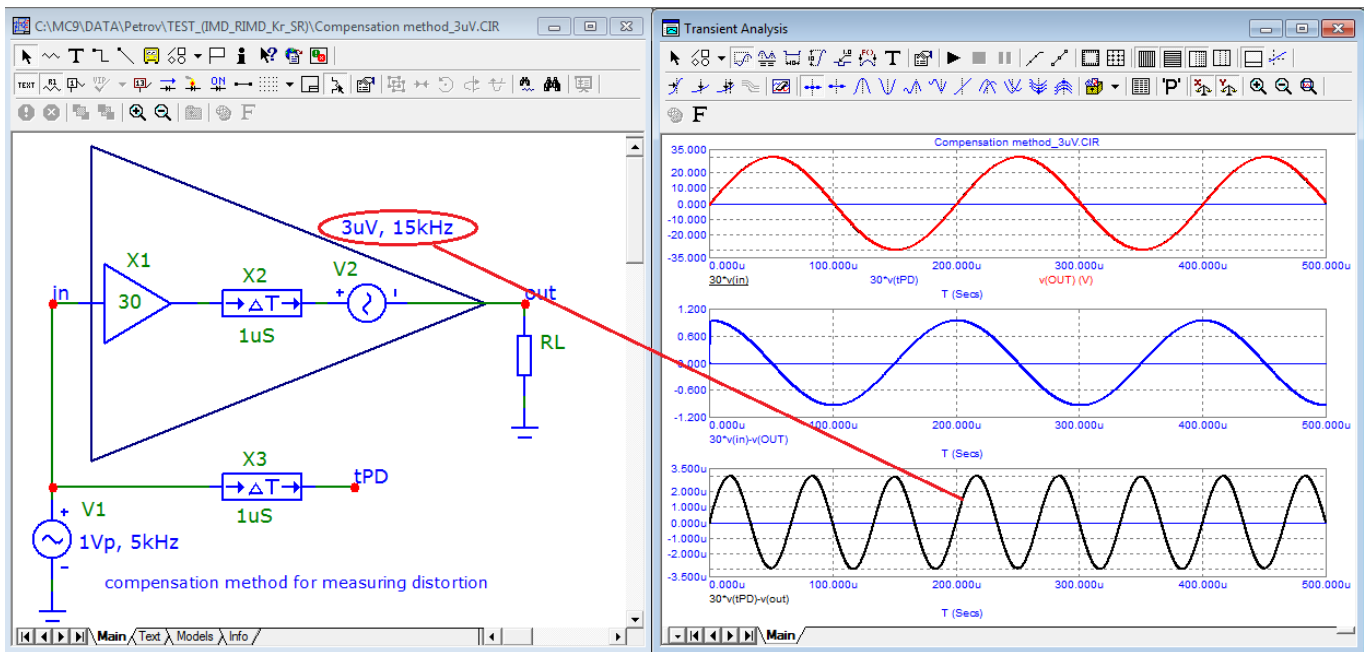 C:\MC9\DATA\Petrov\TEST_(IMD_RIMD_Kr_SR)\Compensation method_3uV.CIR
TEXT
F
3uV, 15kHz
X1
X2
V2
in
30
out
1uS
RL
X3
tPD
1uS
V1
1Vp, 5kHz
compensation method for measuring distortion
Main Text Models Info
Transient Analysis
T
'P'
F
Compensation method_3uV.CIR
35.000
20.000
10.000
0.000
-10.000
-20.000
-35.000
0.000u 100.000u 200.000u 300.000u 400.000u 500.000u
30*v(in) 30*v(tPD) v(OUT) (V)
T (Secs)
1.200
0.600
0.000
-0.600
-1.200
0.000u 100.000u 200.000u 300.000u 400.000u 500.000u
30*v(in)-v(OUT)
T (Secs)
3.500u
2.000u
1.000u
0.000u
-1.000u
-2.000u
-3.500u
0.000u 100.000u 200.000u 300.000u 400.000u 500.000u
30*v(tPD)-v(out)
T (Secs)
Main